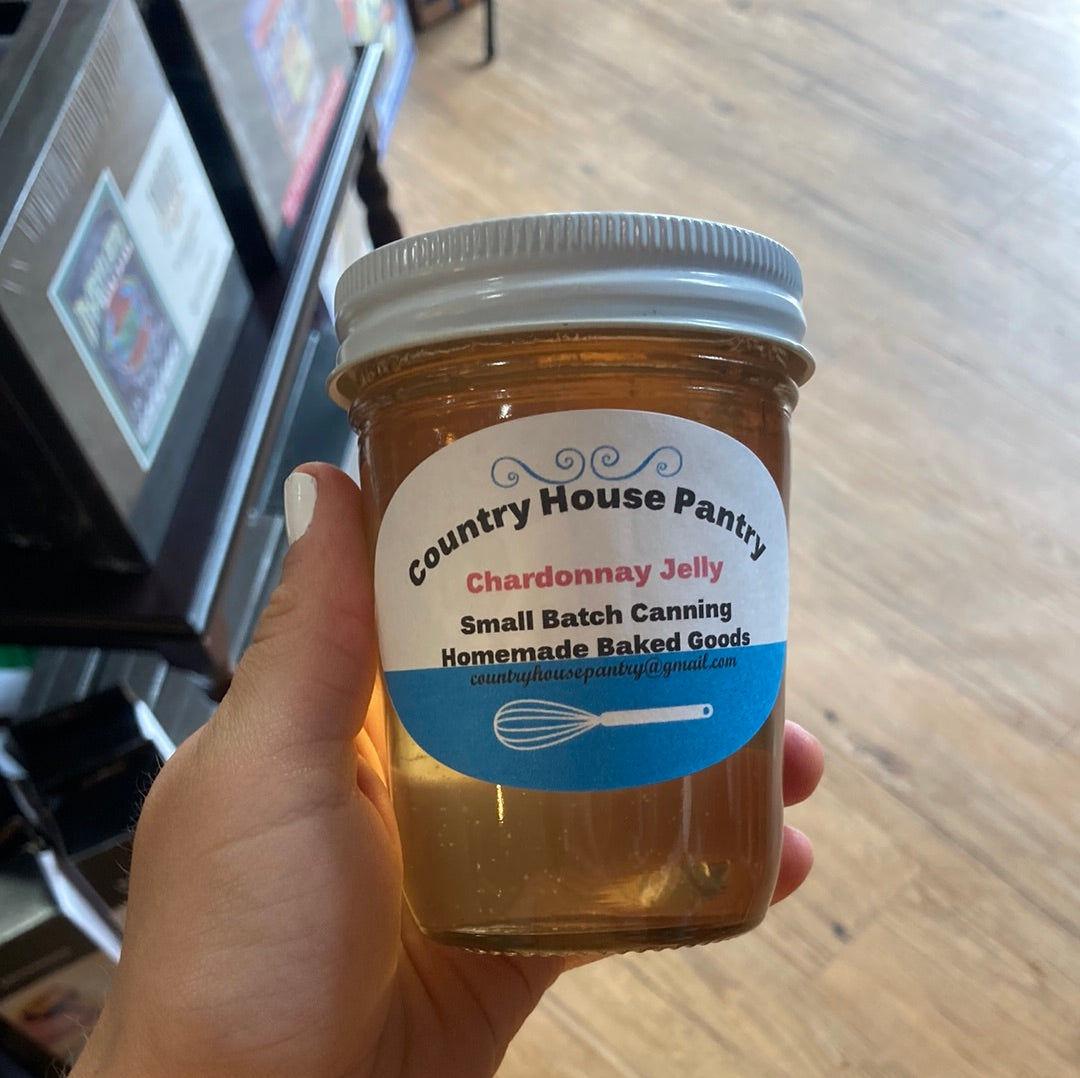 Country House Pantry
Chardonnay Jelly
Small Batch Canning
Homemade Baked Goods
countryhousepantry@gmail.com